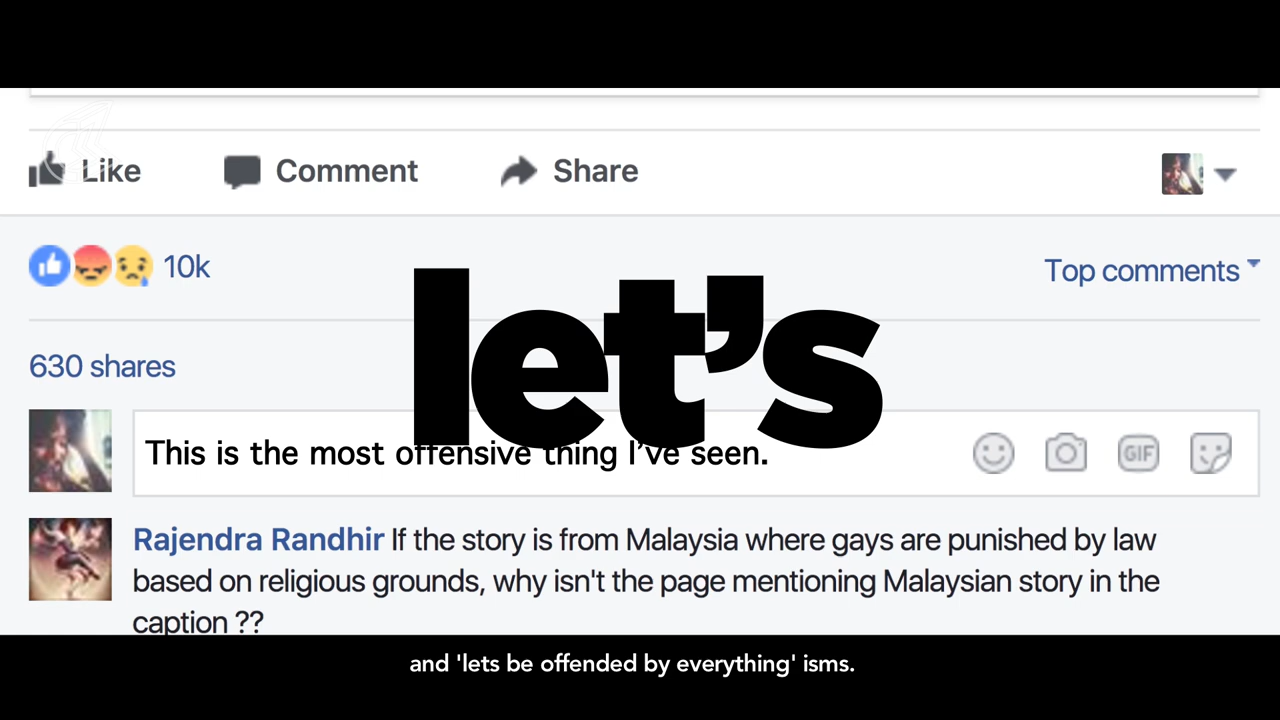 Like Comment Share
10k Top comments
let’s
630 shares
This is the most offensive thing I’ve seen.
GIF
Rajendra Randhir If the story is from Malaysia where gays are punished by law
based on religious grounds, why isn't the page mentioning Malaysian story in the
caption ??
and 'lets be offended by everything' isms.